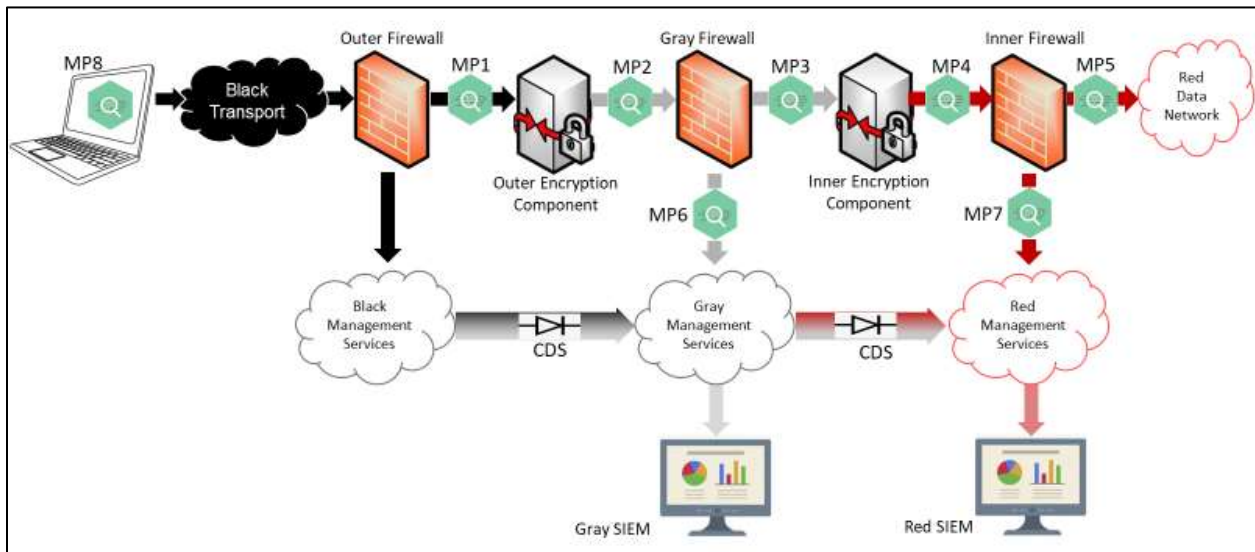 Outer Firewall
Gray Firewall
Inner Firewall
MP8
MP1
MP2
MP3
MP4
MP5
Black
Transport
Red
Data
Network
Outer Encryption
Component
Inner Encryption
Component
MP6
MP7
Black
Management
Services
CDS
Gray
Management
Services
CDS
Red
Management
Services
Gray SIEM
Red SIEM